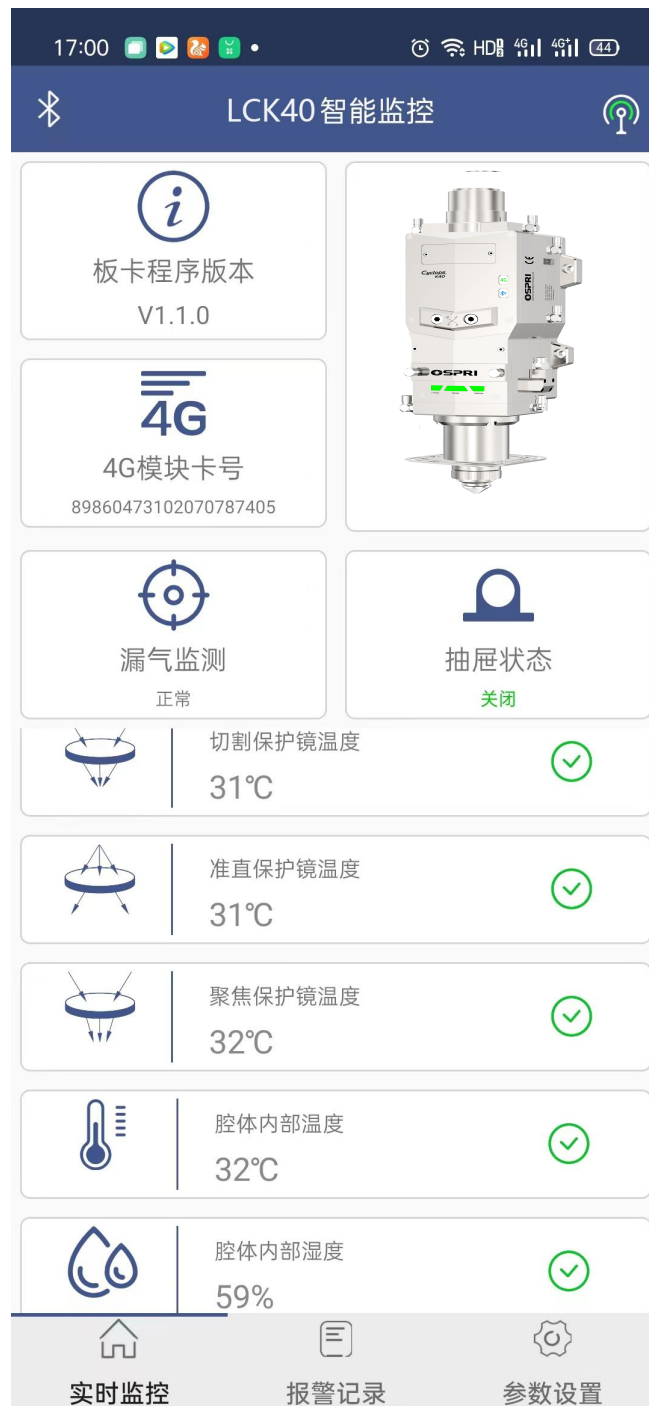 17:00
HD 4G 4G+ 44
LCK40智能监控
板卡程序版本
V1.1.0
Cyclops
K40
4G
OSPRI
OSPRI
4G
4G模块卡号
89860473102070787405
漏气监测
正常
抽屉状态
关闭
切割保护镜温度
31℃
准直保护镜温度
31℃
聚焦保护镜温度
32℃
腔体内部温度
32℃
腔体内部湿度
59%
实时监控
报警记录
参数设置